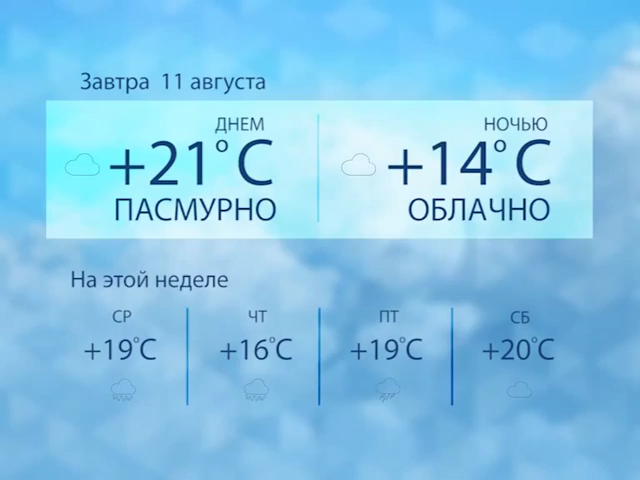 Завтра 11 августа
ДНЕМ НОЧЬЮ
+21°C +14°C
ПАСМУРНО ОБЛАЧНО
На этой неделе
СР ЧТ ПТ СБ
+19°C +16°C +19°C +20°C